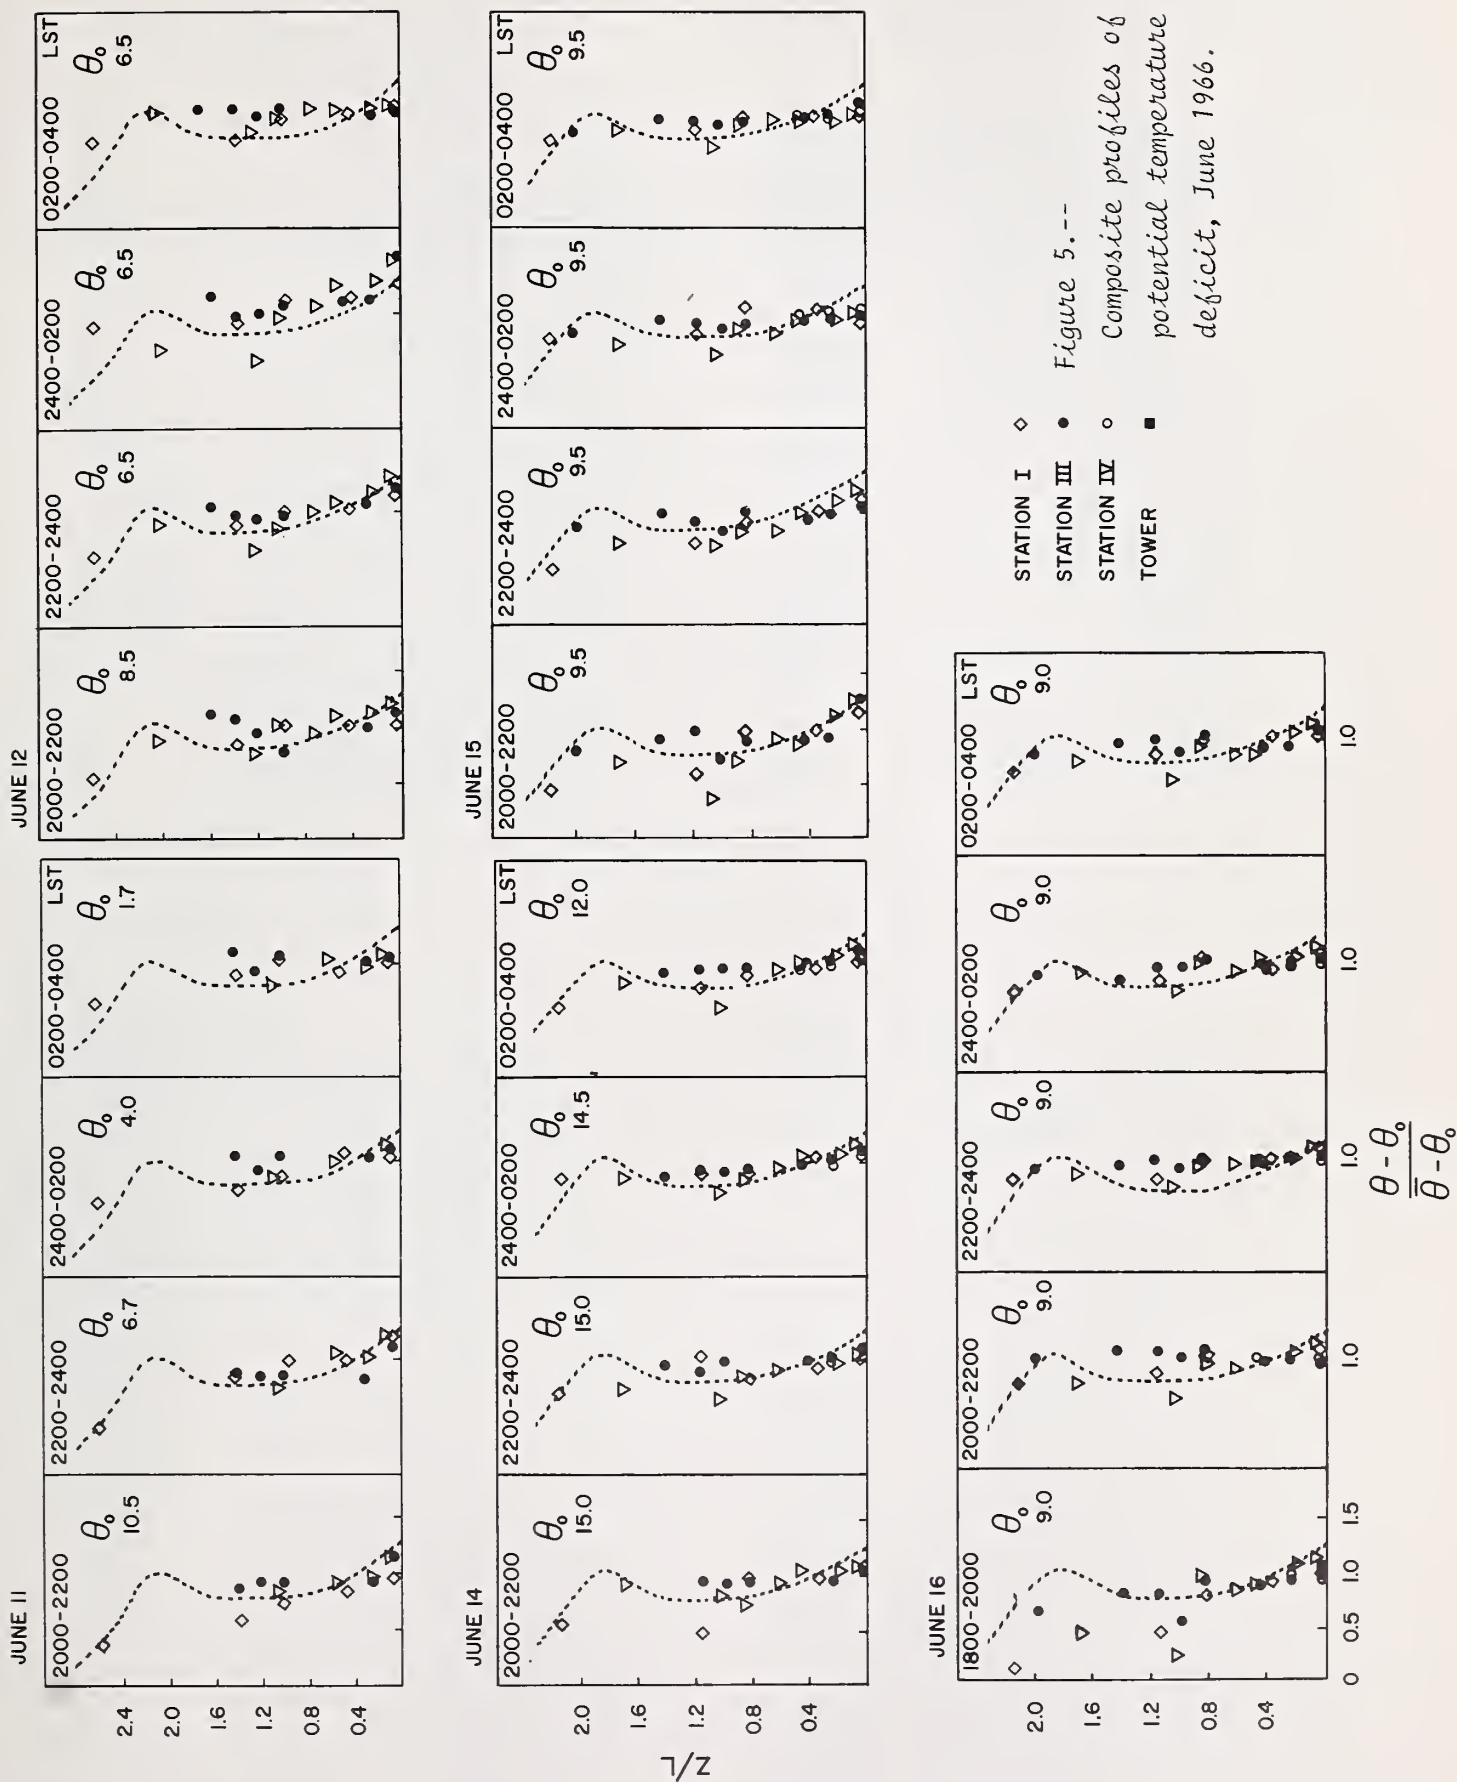 JUNE 11
2000-2200
θ₀
10.5
2200-2400
θ₀
6.7
2400-0200
θ₀
4.0
0200-0400 LST
θ₀
1.7
JUNE 12
2000-2200
θ₀
8.5
2200-2400
θ₀
6.5
2400-0200
θ₀
6.5
0200-0400 LST
θ₀
6.5
2.4
2.0
1.6
1.2
0.8
0.4
JUNE 14
2000-2200
θ₀
15.0
2200-2400
θ₀
15.0
2400-0200
θ₀
14.5
0200-0400 LST
θ₀
12.0
JUNE 15
2000-2200
θ₀
9.5
2200-2400
θ₀
9.5
2400-0200
θ₀
9.5
0200-0400 LST
θ₀
9.5
Z/L
2.0
1.6
1.2
0.8
0.4
JUNE 16
1800-2000
θ₀
9.0
2000-2200
θ₀
9.0
2200-2400
θ₀
9.0
2400-0200
θ₀
9.0
0200-0400 LST
θ₀
9.0
2.0
1.6
1.2
0.8
0.4
0 0.5 1.0 1.5 1.0 1.0 1.0 1.0
θ - θ₀
θ̿ - θ₀
STATION I
STATION III
STATION IV
TOWER
Figure 5.--
Composite profiles of
potential temperature
deficit, June 1966.